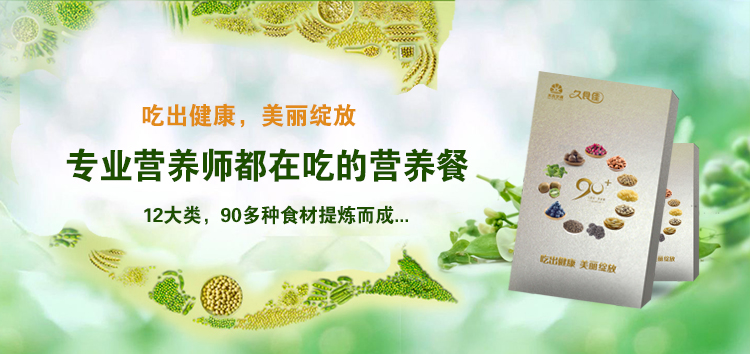 吃出健康，美丽绽放
专业营养师都在吃的营养餐
12大类，90多种食材提炼而成...
久食佳
90+
吃出健康 美丽绽放